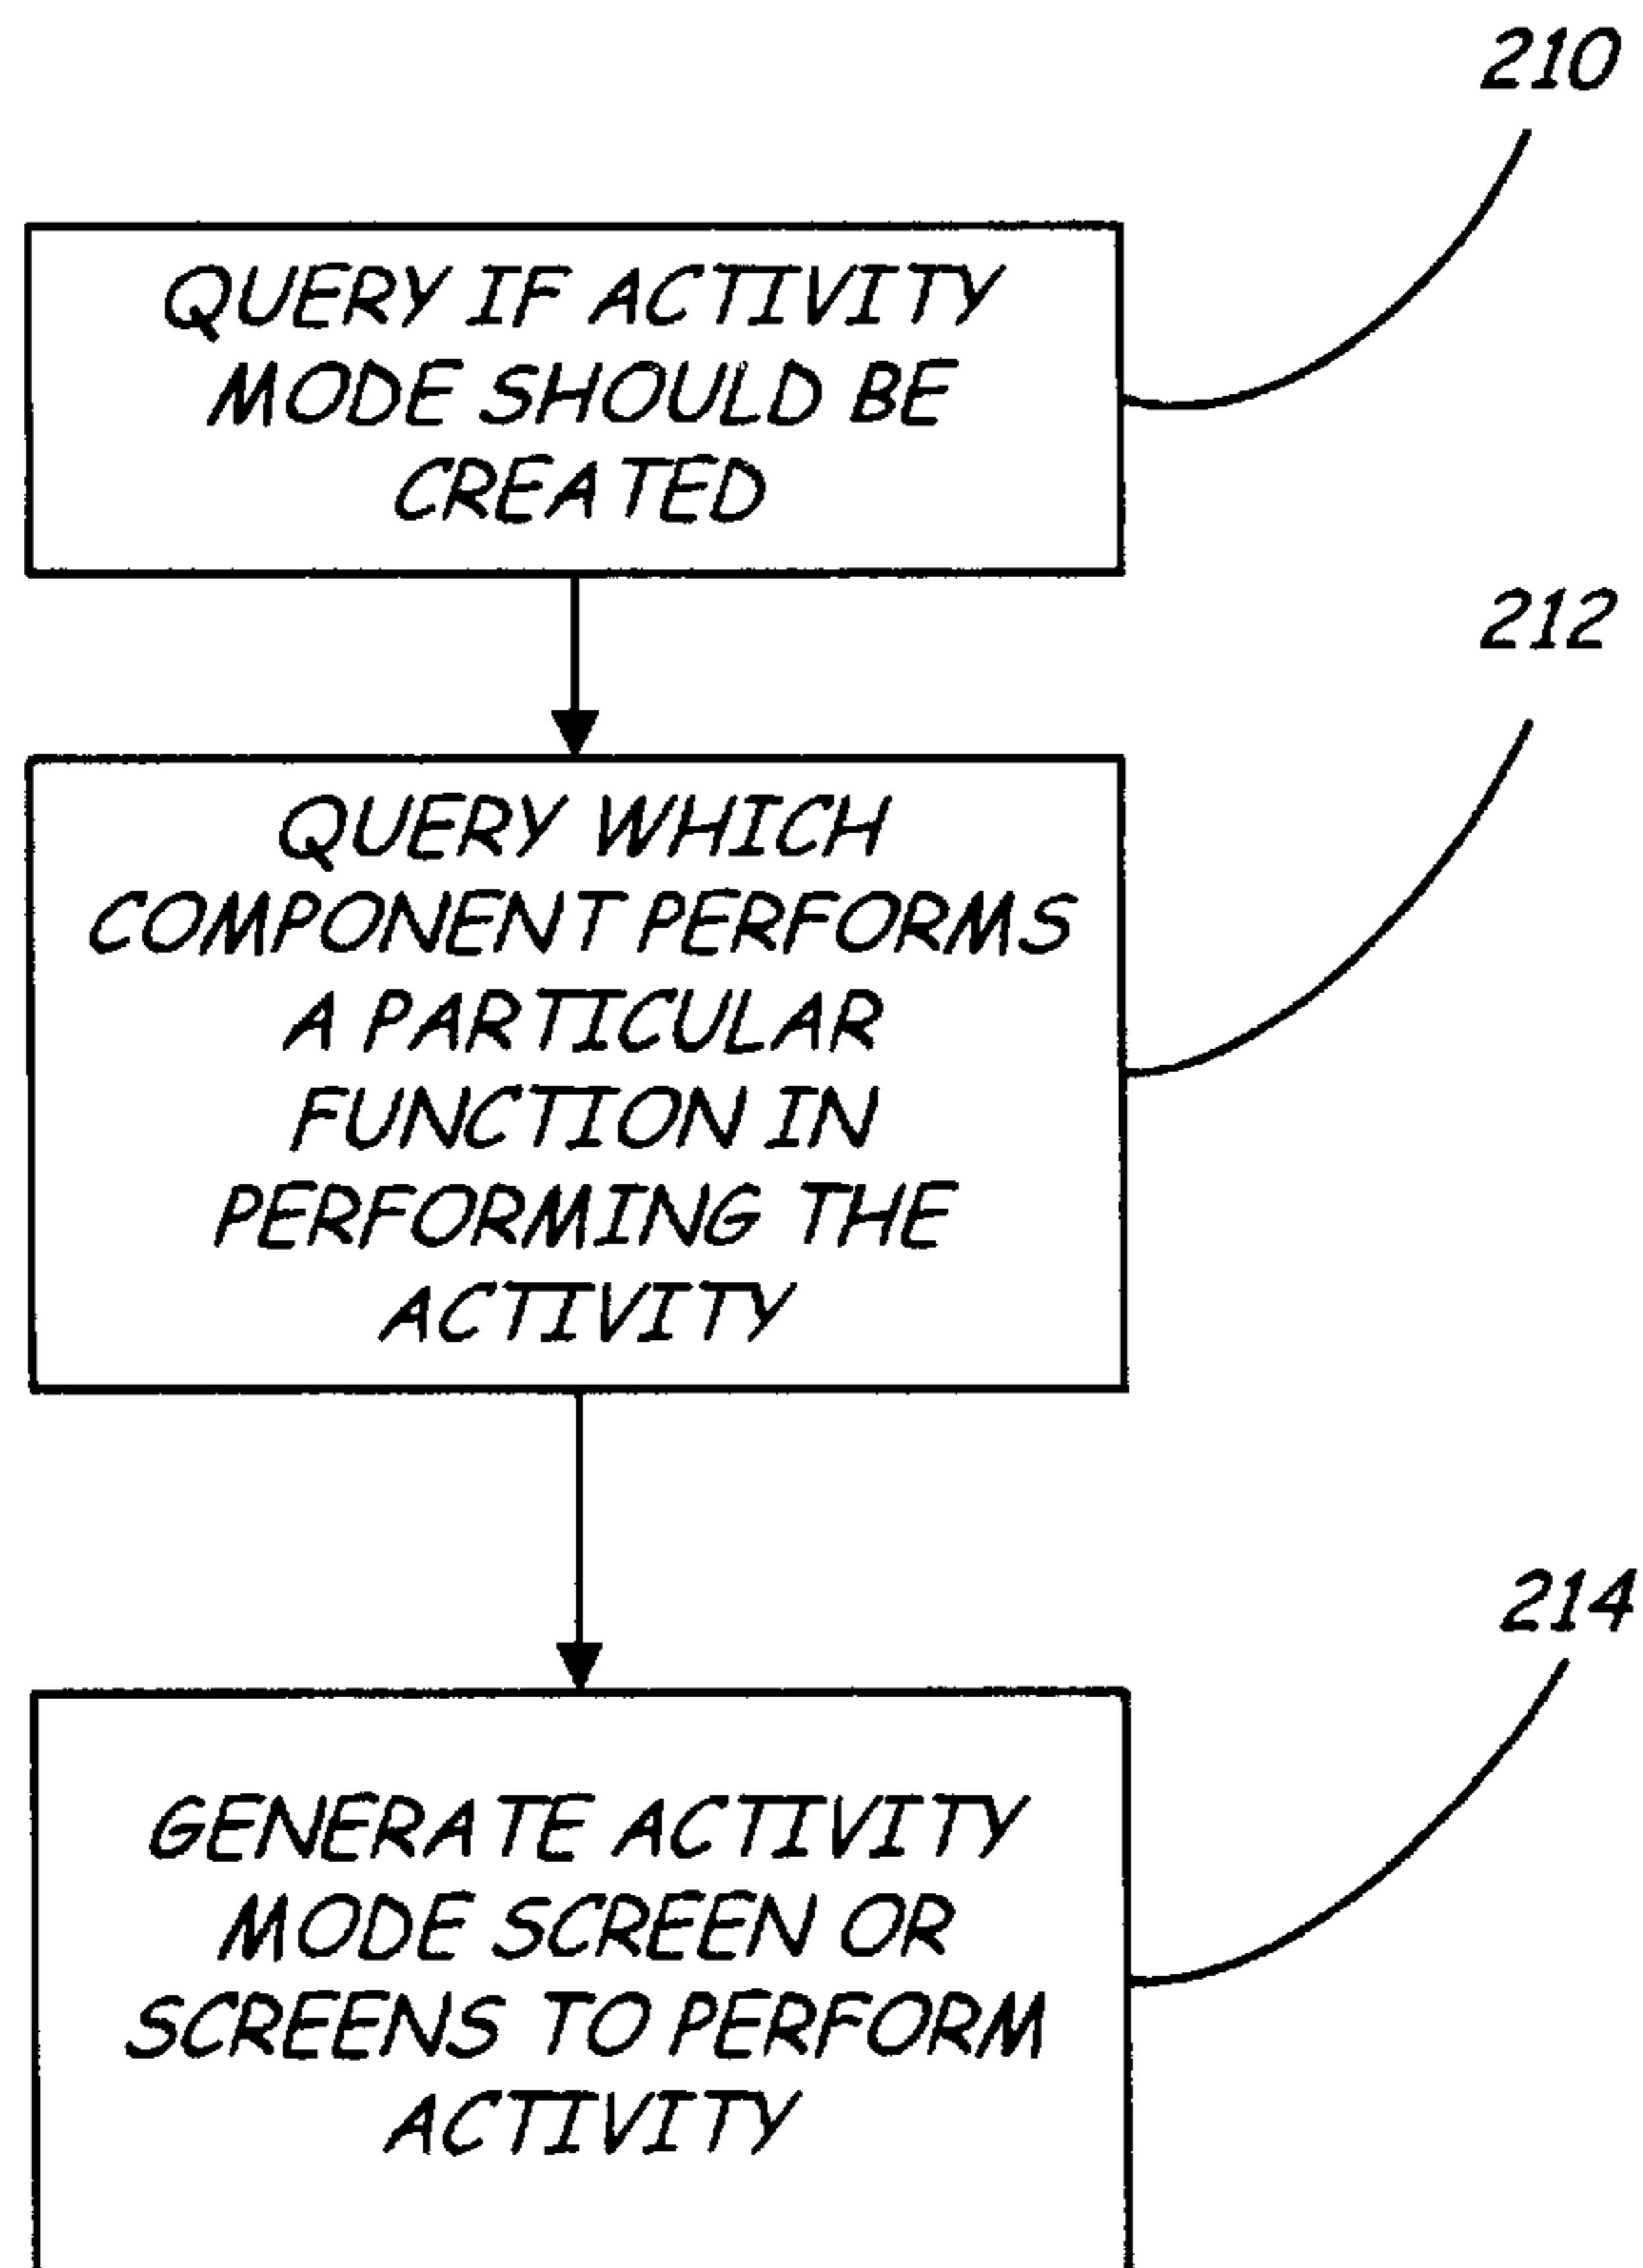 210
QUERY IF ACTIVITY
MODE SHOULD BE
CREATED
212
QUERY WHICH
COMPONENT PERFORMS
A PARTICULAR
FUNCTION IN
PERFORMING THE
ACTIVITY
214
GENERATE ACTIVITY
MODE SCREEN OR
SCREENS TO PERFORM
ACTIVITY